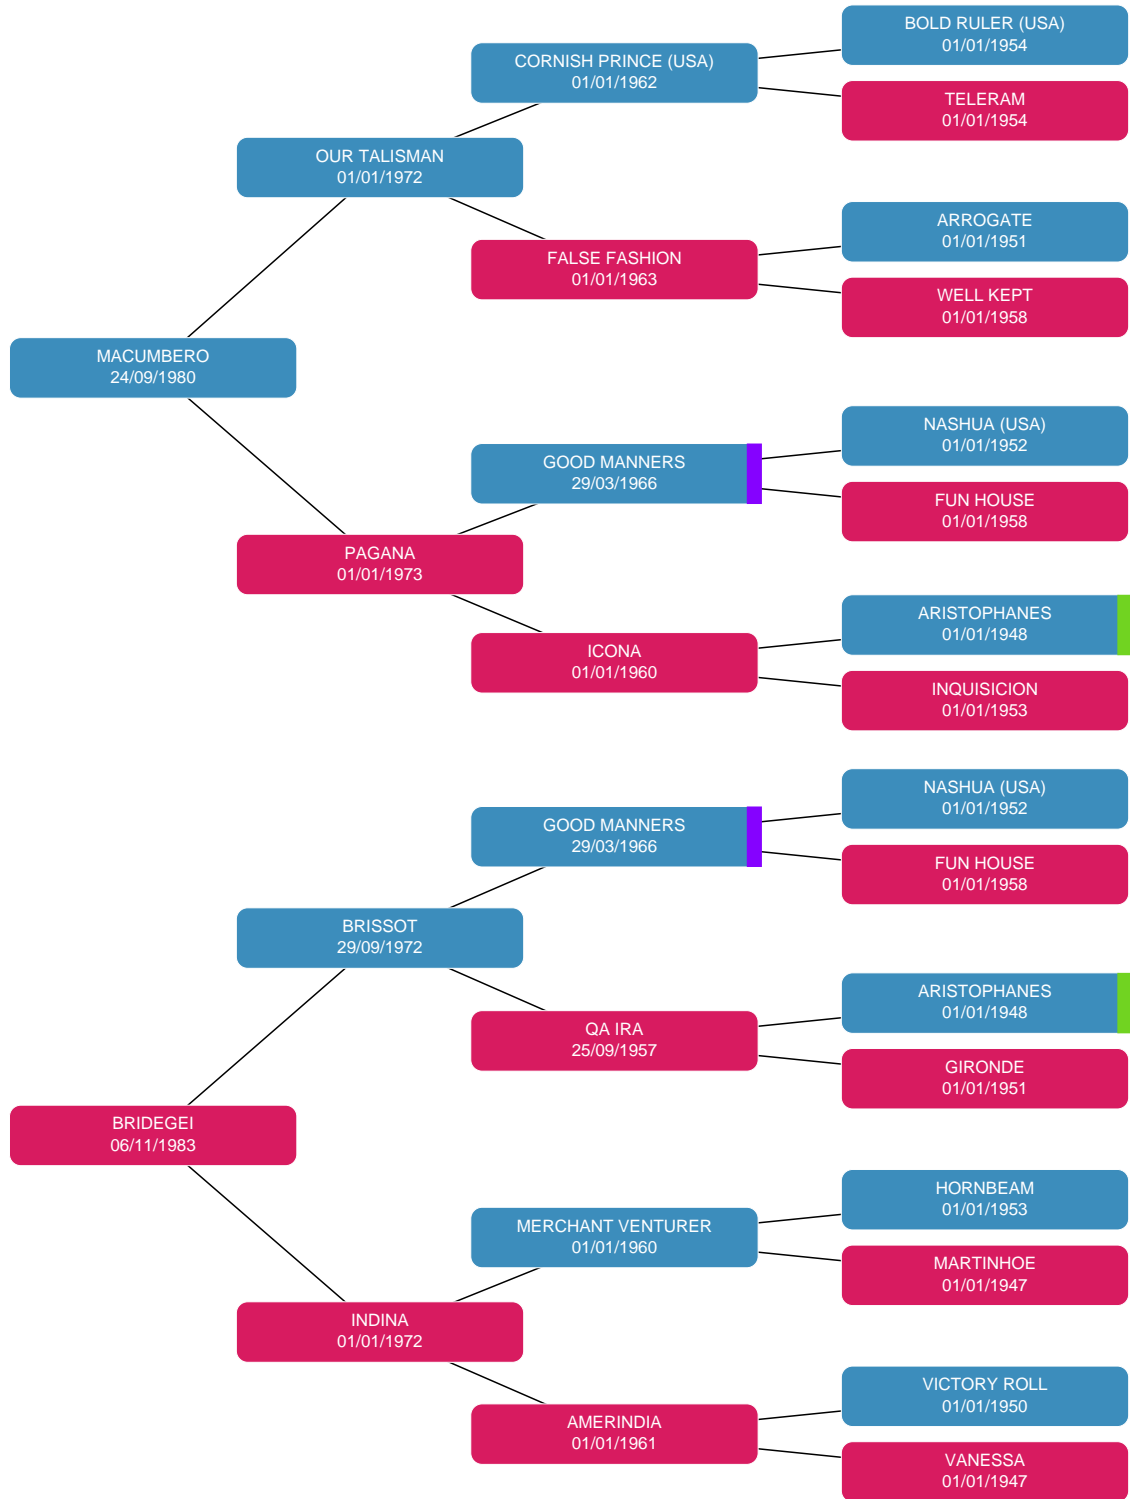 BOLD RULER (USA)
01/01/1954
CORNISH PRINCE (USA)
01/01/1962
TELERAM
01/01/1954
OUR TALISMAN
01/01/1972
ARROGATE
01/01/1951
FALSE FASHION
01/01/1963
WELL KEPT
01/01/1958
MACUMBERO
24/09/1980
NASHUA (USA)
01/01/1952
GOOD MANNERS
29/03/1966
FUN HOUSE
01/01/1958
PAGANA
01/01/1973
ARISTOPHANES
01/01/1948
ICONA
01/01/1960
INQUISICION
01/01/1953
NASHUA (USA)
01/01/1952
GOOD MANNERS
29/03/1966
FUN HOUSE
01/01/1958
BRISSOT
29/09/1972
ARISTOPHANES
01/01/1948
QA IRA
25/09/1957
GIRONDE
01/01/1951
BRIDEGEI
06/11/1983
HORNBEAM
01/01/1953
MERCHANT VENTURER
01/01/1960
MARTINHOE
01/01/1947
INDINA
01/01/1972
VICTORY ROLL
01/01/1950
AMERINDIA
01/01/1961
VANESSA
01/01/1947